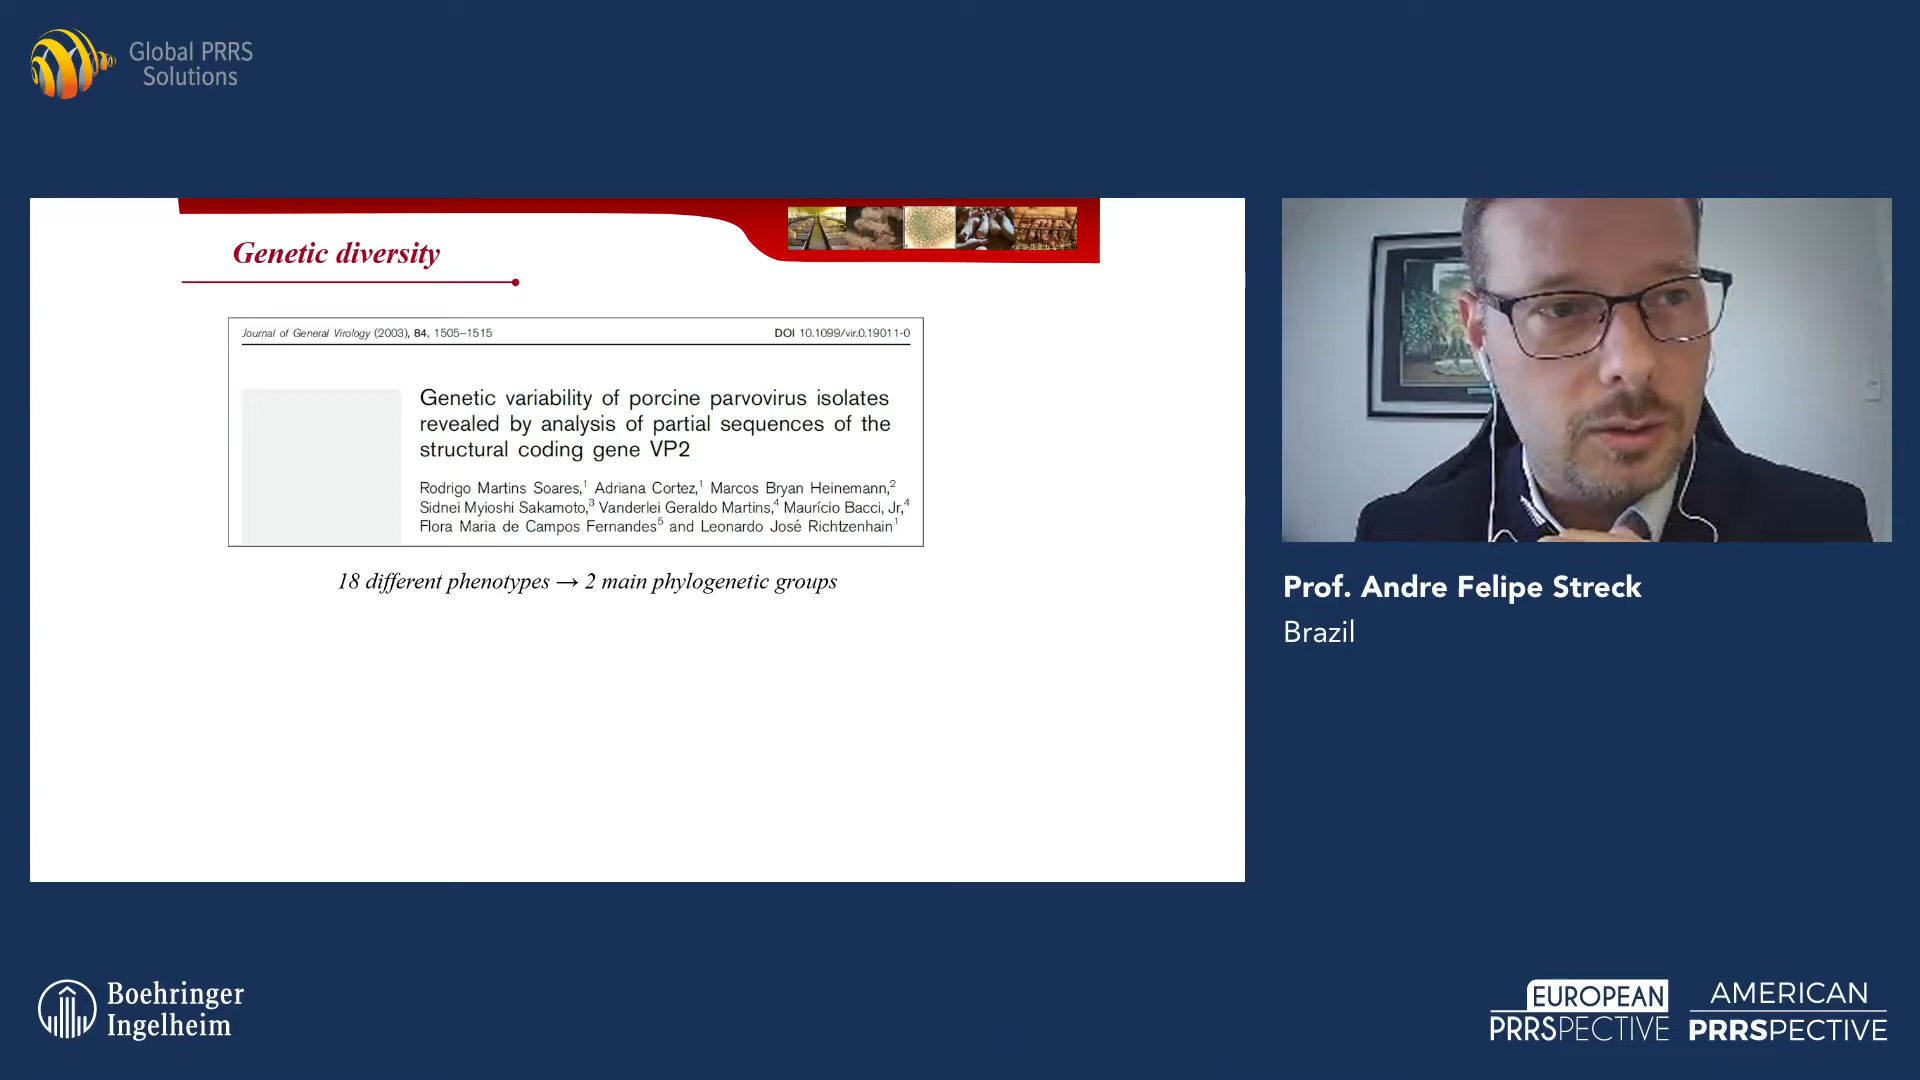 Global PRRS
Solutions
Genetic diversity
Journal of General Virology (2003), 84, 1505–1515
DOI 10.1099/vir.0.19011-0
Genetic variability of porcine parvovirus isolates
revealed by analysis of partial sequences of the
structural coding gene VP2
Rodrigo Martins Soares,¹ Adriana Cortez,¹ Marcos Bryan Heinemann,²
Sidnei Myioshi Sakamoto,³ Vanderlei Geraldo Martins,⁴ Maurício Bacci, Jr,⁴
Flora Maria de Campos Fernandes⁵ and Leonardo José Richtzenhain¹
18 different phenotypes → 2 main phylogenetic groups
Prof. Andre Felipe Streck
Brazil
Boehringer
Ingelheim
EUROPEAN
PRRSPECTIVE
AMERICAN
PRRSPECTIVE